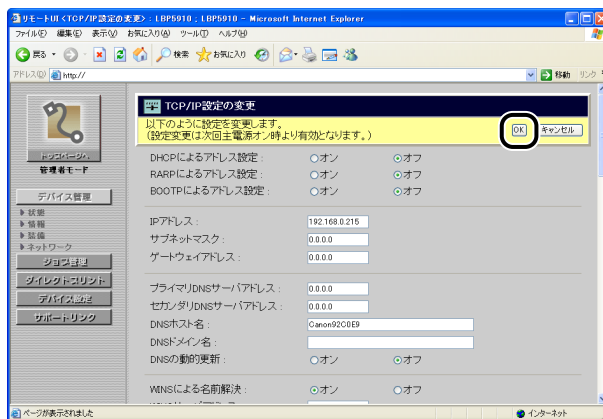 リモートUI <TCP/IP設定の変更> : LBP5910 : LBP5910 - Microsoft Internet Explorer
ファイル(F) 編集(E) 表示(V) お気に入り(A) ツール(T) ヘルプ(H)
戻る 検索 お気に入り
アドレス(D) http:// 移動 リンク
TCP/IP設定の変更
以下のように設定を変更します。
(設定変更は次回主電源オン時より有効となります。)
OK キャンセル
トップページへ
管理者モード
デバイス管理
状態
情報
装備
ネットワーク
ジョブ管理
ダイレクトプリント
デバイス設定
サポートリンク
DHCPによるアドレス設定 : オン オフ
RARPによるアドレス設定 : オン オフ
BOOTPによるアドレス設定 : オン オフ
IPアドレス : 192.168.0.215
サブネットマスク : 0.0.0.0
ゲートウェイアドレス : 0.0.0.0
プライマリDNSサーバアドレス : 0.0.0.0
セカンダリDNSサーバアドレス : 0.0.0.0
DNSホスト名 : Canon92C0E9
DNSドメイン名 :
DNSの動的更新 : オン オフ
WINSによる名前解決 : オン オフ
ページが表示されました インターネット